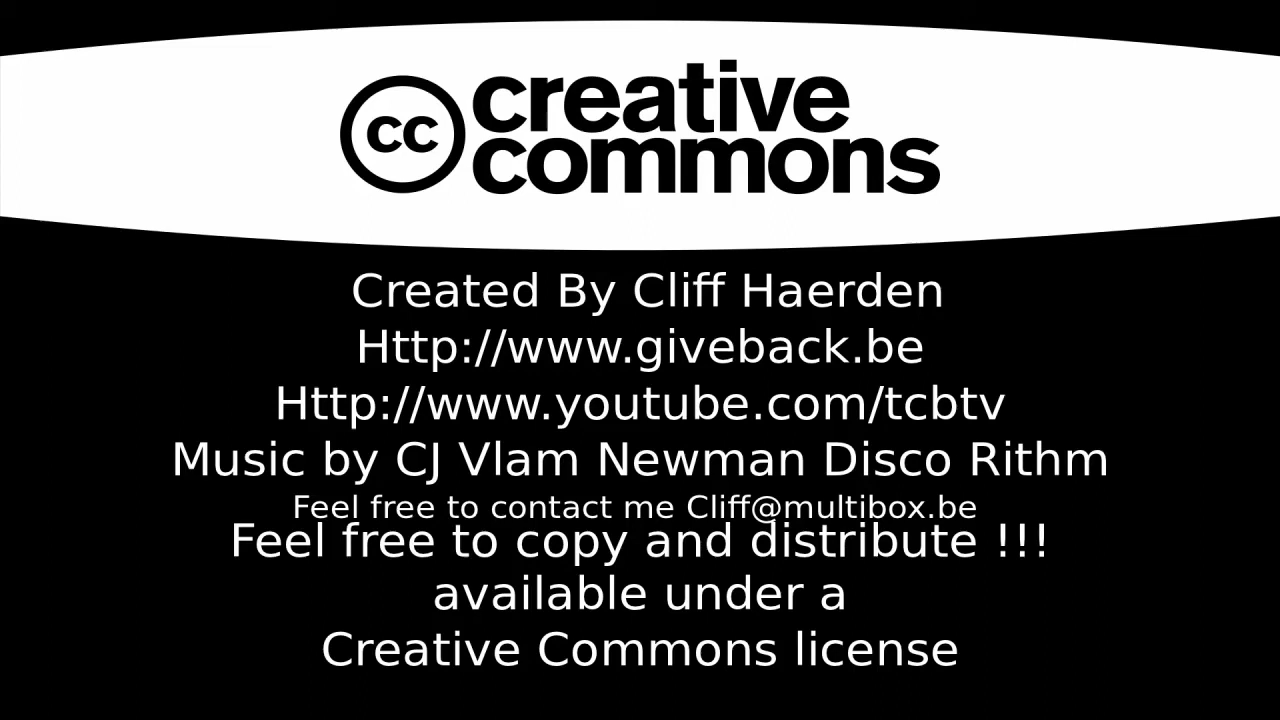 cc creative
commons
Created By Cliff Haerden
Http://www.giveback.be
Http://www.youtube.com/tcbtv
Music by CJ Vlam Newman Disco Rithm
Feel free to contact me Cliff@multibox.be
Feel free to copy and distribute !!!
available under a
Creative Commons license